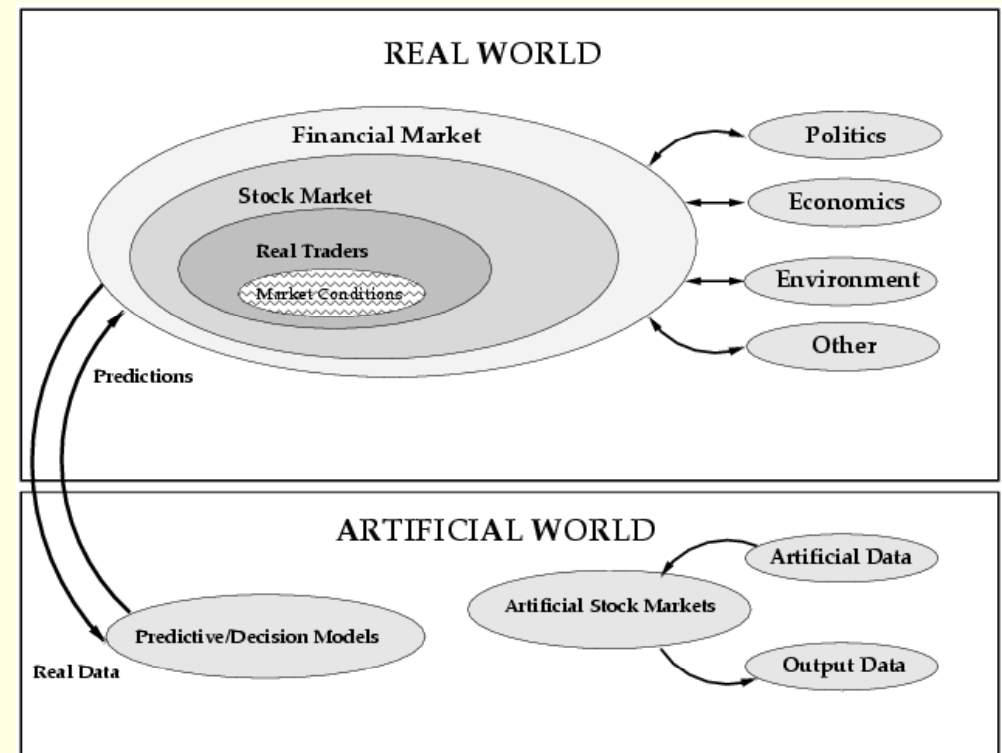 REAL WORLD
Financial Market
Stock Market
Real Traders
Market Conditions
Politics
Economics
Environment
Other
Predictions
ARTIFICIAL WORLD
Predictive/Decision Models
Real Data
Artificial Stock Markets
Artificial Data
Output Data